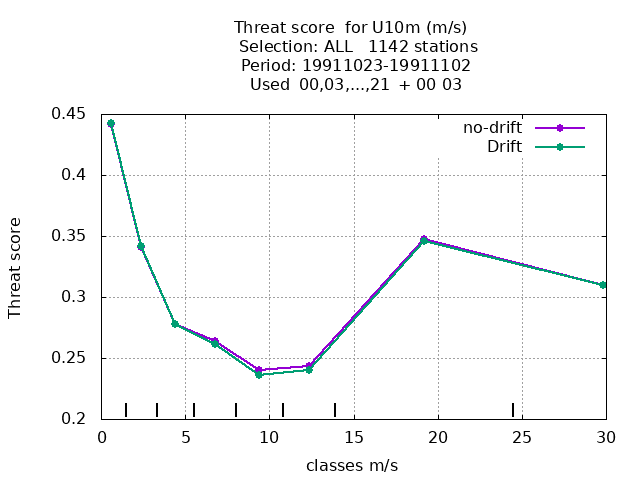 Threat score  for U10m (m/s)
Selection: ALL   1142 stations
Period: 19911023-19911102
Used  00,03,...,21  + 00 03
no-drift
Drift
Threat score
0.45
0.4
0.35
0.3
0.25
0.2
0 5 10 15 20 25 30
classes m/s